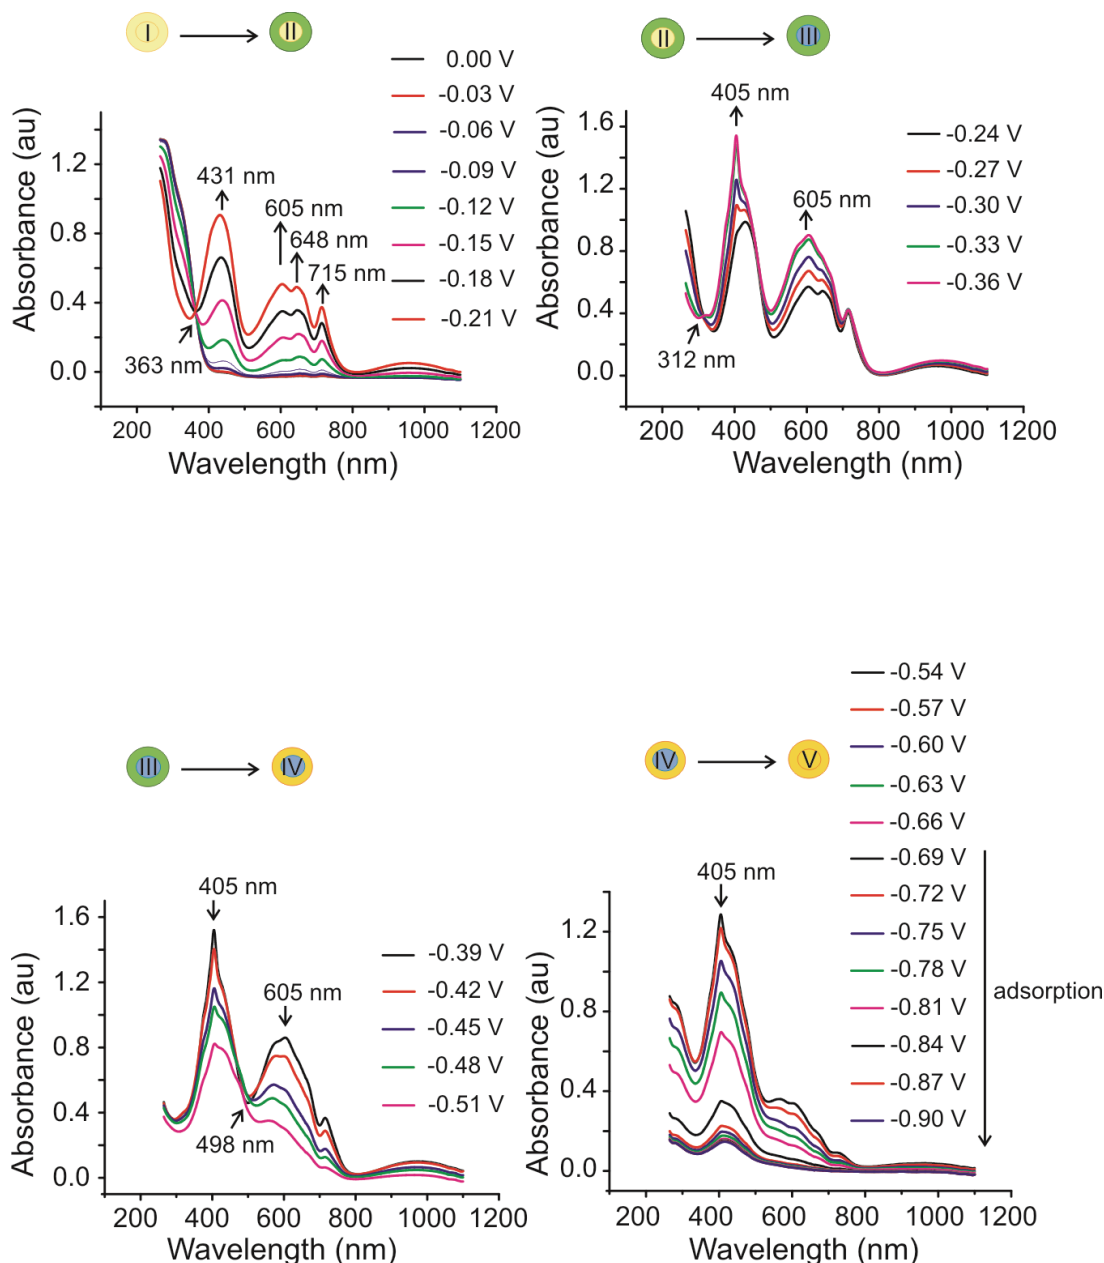 I
II
0.00 V
-0.03 V
-0.06 V
-0.09 V
-0.12 V
-0.15 V
-0.18 V
-0.21 V
431 nm
605 nm
648 nm
715 nm
363 nm
Absorbance (au)
1.2
0.8
0.4
0.0
200 400 600 800 1000 1200
Wavelength (nm)
II
III
405 nm
605 nm
312 nm
-0.24 V
-0.27 V
-0.30 V
-0.33 V
-0.36 V
Absorbance (au)
1.6
1.2
0.8
0.4
0.0
200 400 600 800 1000 1200
Wavelength (nm)
III
IV
405 nm
605 nm
498 nm
-0.39 V
-0.42 V
-0.45 V
-0.48 V
-0.51 V
Absorbance (au)
1.6
1.2
0.8
0.4
0.0
200 400 600 800 1000 1200
Wavelength (nm)
IV
V
-0.54 V
-0.57 V
-0.60 V
-0.63 V
-0.66 V
-0.69 V
-0.72 V
-0.75 V
-0.78 V
-0.81 V
-0.84 V
-0.87 V
-0.90 V
adsorption
405 nm
Absorbance (au)
1.2
0.8
0.4
0.0
200 400 600 800 1000 1200
Wavelength (nm)